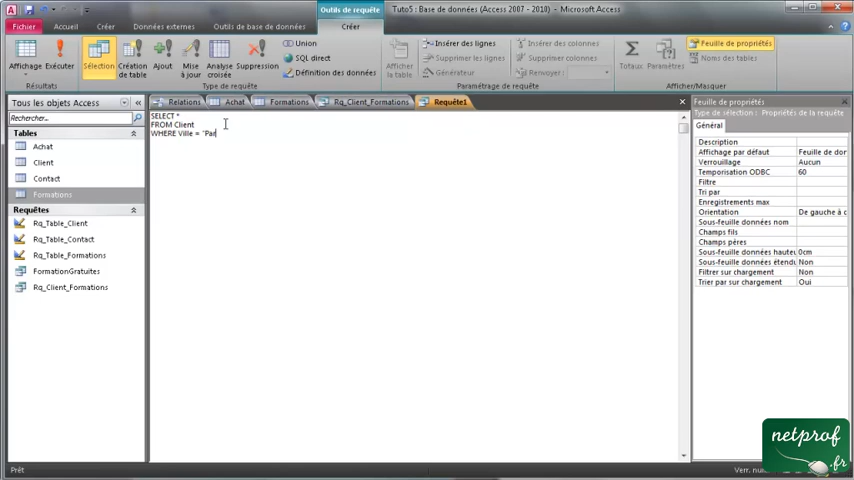 Outils de requête
Tuto5 : Base de données (Access 2007 - 2010) - Microsoft Access
Fichier
Accueil
Créer
Données externes
Outils de base de données
Créer
Affichage
Exécuter
Résultats
Sélection
Création de table
Ajout
Mise à jour
Analyse croisée
Suppression
Union
SQL direct
Définition des données
Type de requête
Afficher la table
Insérer des lignes
Supprimer les lignes
Générateur
Insérer des colonnes
Supprimer les colonnes
Renvoyer :
Paramétrage de requête
Totaux
Paramètres
Feuille de propriétés
Noms des tables
Afficher/Masquer
Tous les objets Access
Rechercher...
Tables
Achat
Client
Contact
Formations
Requêtes
Rq_Table_Client
Rq_Table_Contact
Rq_Table_Formations
FormationGratuites
Rq_Client_Formations
Relations
Achat
Formations
Rq_Client_Formations
Requête1
SELECT *
FROM Client
WHERE Ville = "Par
Feuille de propriétés
Type de sélection : Propriétés de la requête
Général
Description
Affichage par défaut Feuille de don
Verrouillage Aucun
Temporisation ODBC 60
Filtre
Tri par
Enregistrements max
Orientation De gauche à d
Sous-feuille données nom
Champs fils
Champs pères
Sous-feuille données hauteu 0cm
Sous-feuille données étendu Non
Filtrer sur chargement Non
Trier par sur chargement Oui
Prêt
Verr. nu
netprof
.fr